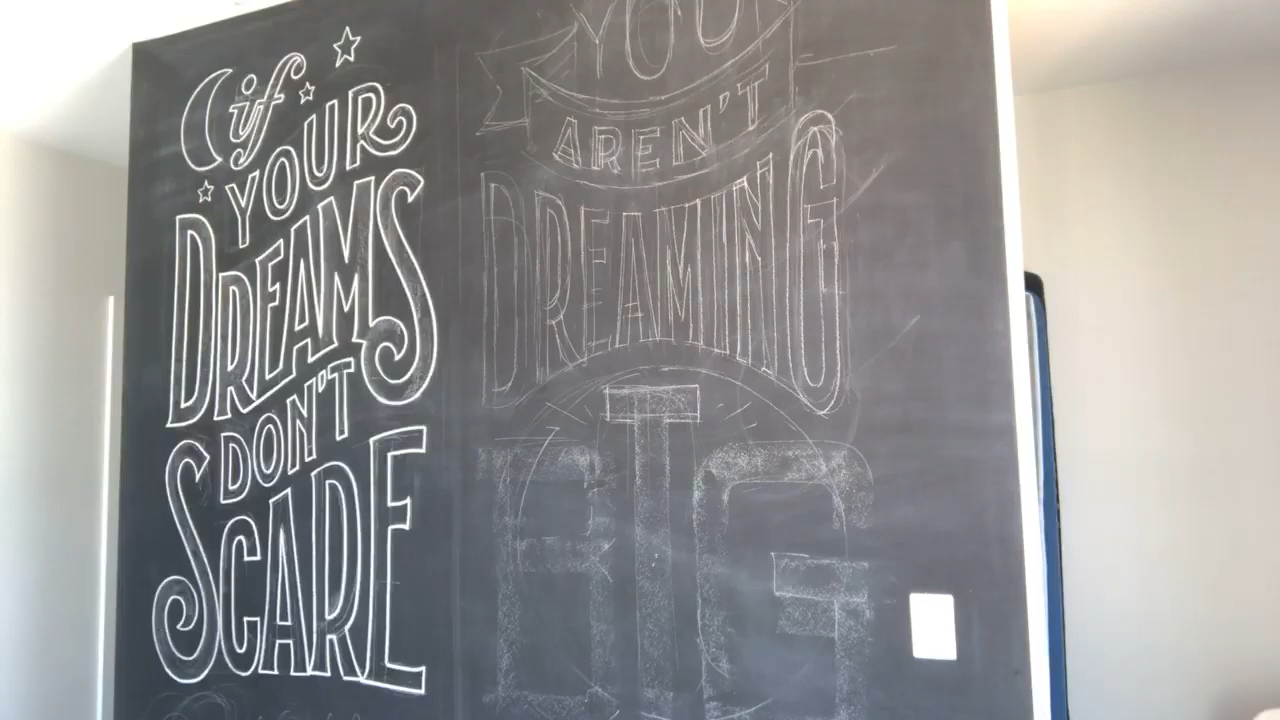 if
YOUR
DREAMS
DON'T
SCARE
YOU
AREN'T
DREAMING
BIG